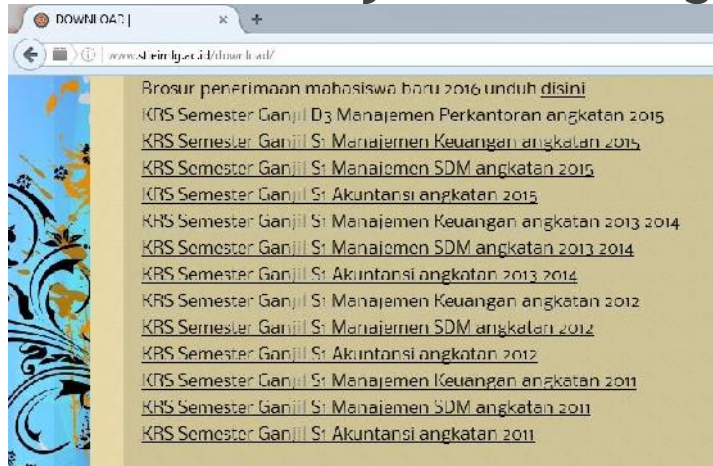 DOWNLOAD |
Brosur penerimaan mahasiswa baru 2016 unduh disini
KRS Semester Ganjil D3 Manajemen Perkantoran angkatan 2015
KRS Semester Ganjil S1 Manajemen Keuangan angkatan 2015
KRS Semester Ganjil S1 Manajemen SDM angkatan 2015
KRS Semester Ganjil S1 Akuntansi angkatan 2015
KRS Semester Ganjil S1 Manajemen Keuangan angkatan 2013 2014
KRS Semester Ganjil S1 Manajemen SDM angkatan 2013 2014
KRS Semester Ganjil S1 Akuntansi angkatan 2013 2014
KRS Semester Ganjil S1 Manajemen Keuangan angkatan 2012
KRS Semester Ganjil S1 Manajemen SDM angkatan 2012
KRS Semester Ganjil S1 Akuntansi angkatan 2012
KRS Semester Ganjil S1 Manajemen Keuangan angkatan 2011
KRS Semester Ganjil S1 Manajemen SDM angkatan 2011
KRS Semester Ganjil S1 Akuntansi angkatan 2011